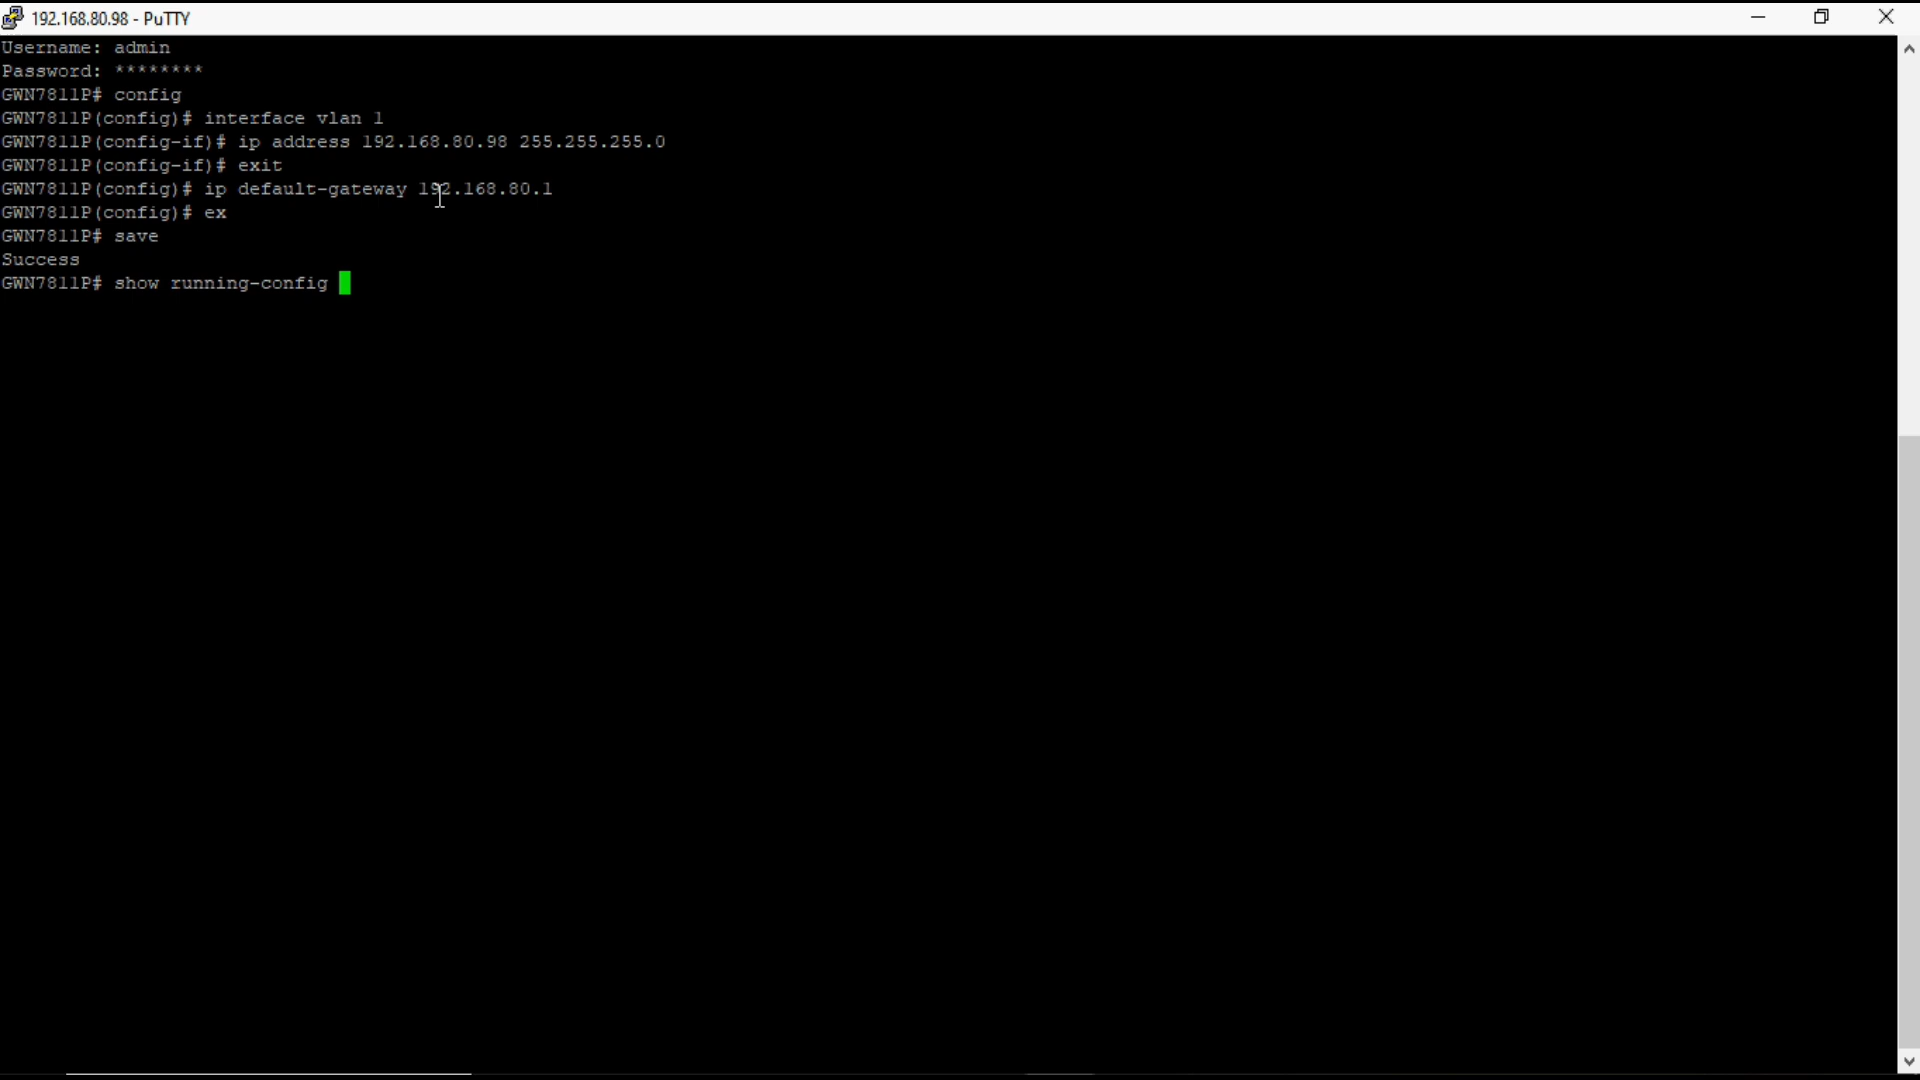 192.168.80.98 - PuTTY
Username: admin
Password: ********
GWN7811P# config
GWN7811P(config)# interface vlan 1
GWN7811P(config-if)# ip address 192.168.80.98 255.255.255.0
GWN7811P(config-if)# exit
GWN7811P(config)# ip default-gateway 192.168.80.1
GWN7811P(config)# ex
GWN7811P# save
Success
GWN7811P# show running-config